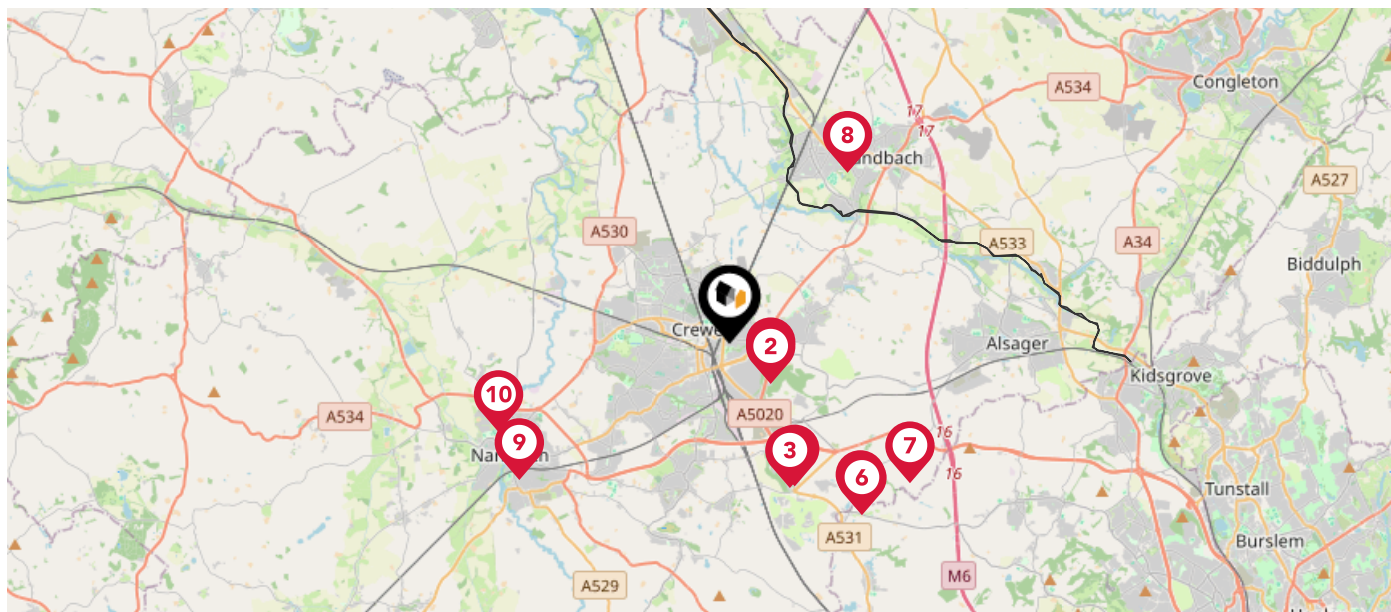 Congleton
A534
17
17
8
ndbach
A527
A530
A533
A34
Biddulph
Crewe
2
Alsager
Kidsgrove
10
A534
A5020
9
3
7
16
6
16
Tunstall
A531
Burslem
A529
M6